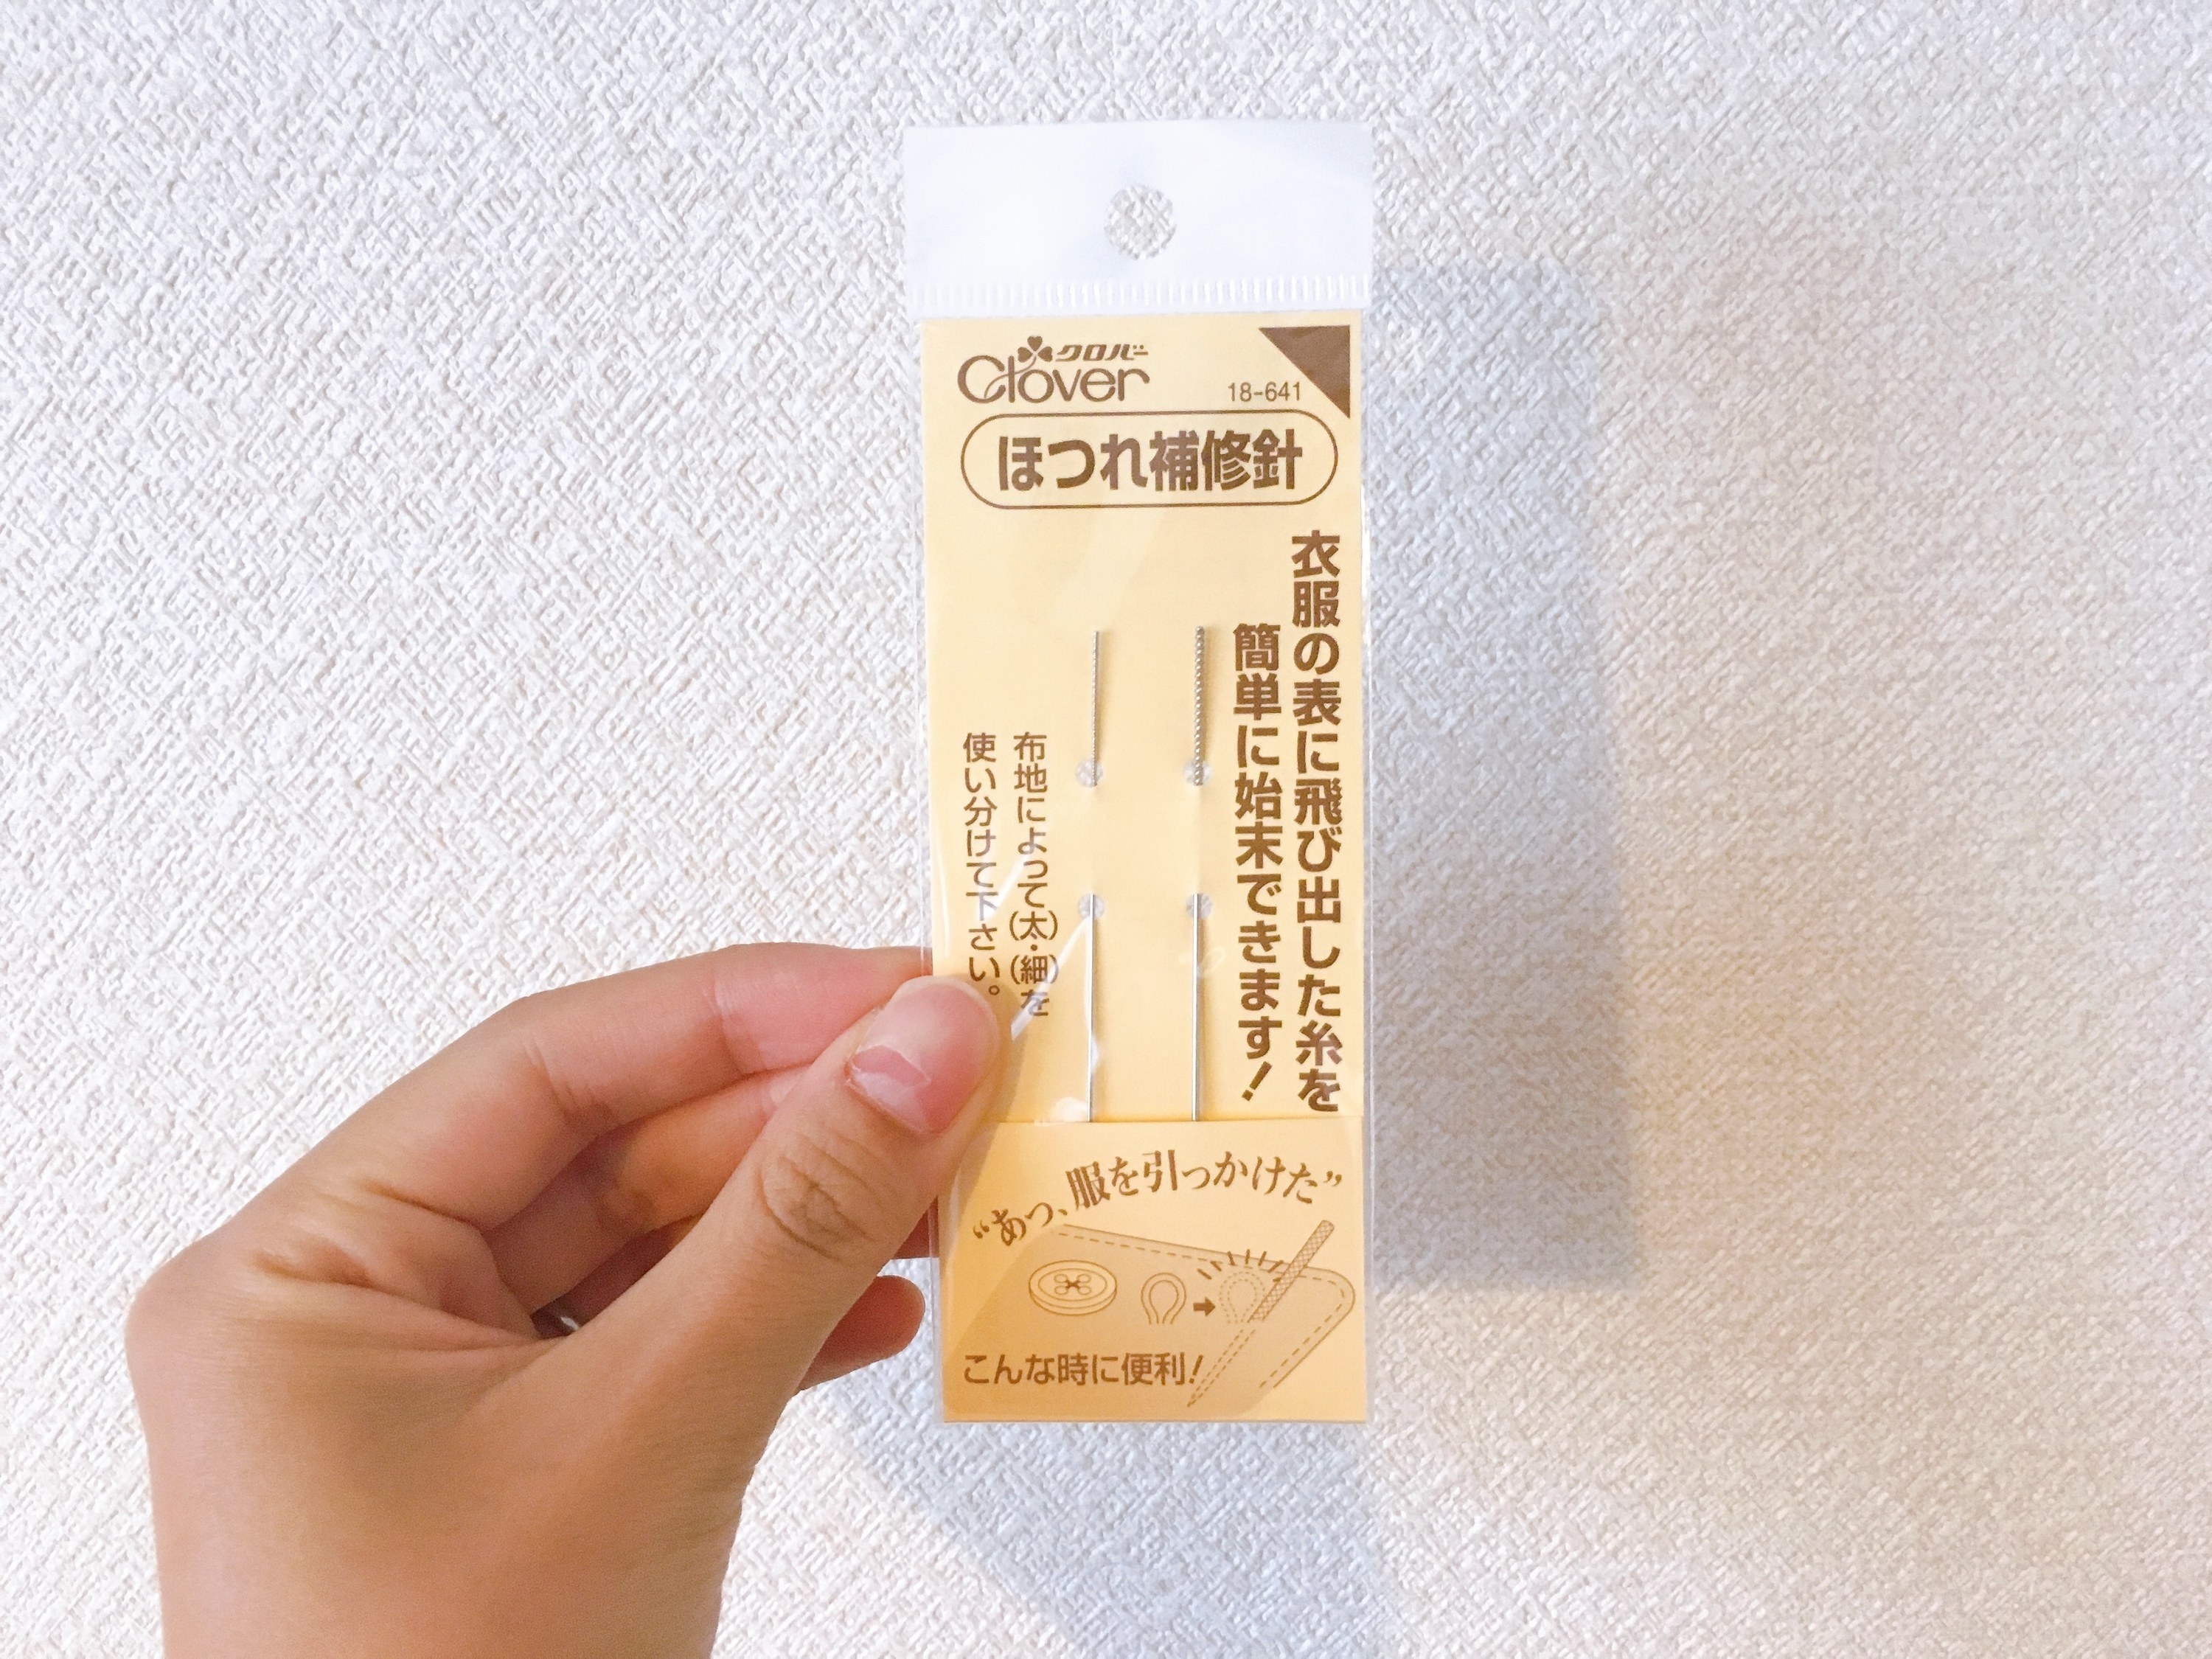 クロバー
Clover
18-641
ほつれ補修針
衣服の表に飛び出した糸を
簡単に始末できます!
布地によって(太)・(細)を
使い分けて下さい。
“あっ、服を引っかけた”
こんな時に便利!